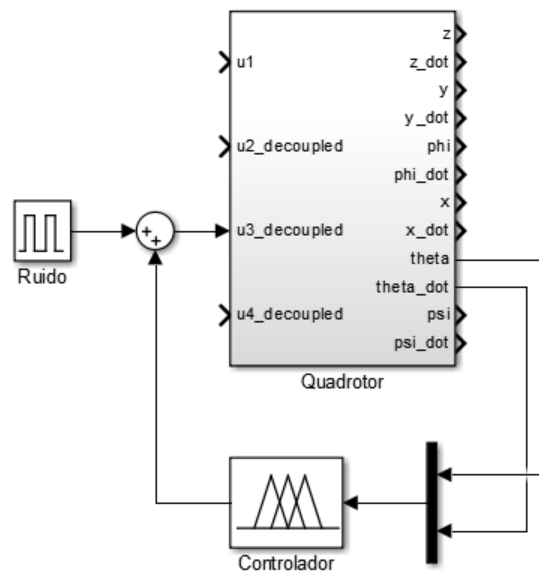 z
u1
z_dot
y
y_dot
u2_decoupled
phi
phi_dot
x
u3_decoupled
x_dot
theta
Ruido
theta_dot
u4_decoupled
psi
psi_dot
Quadrotor
Controlador